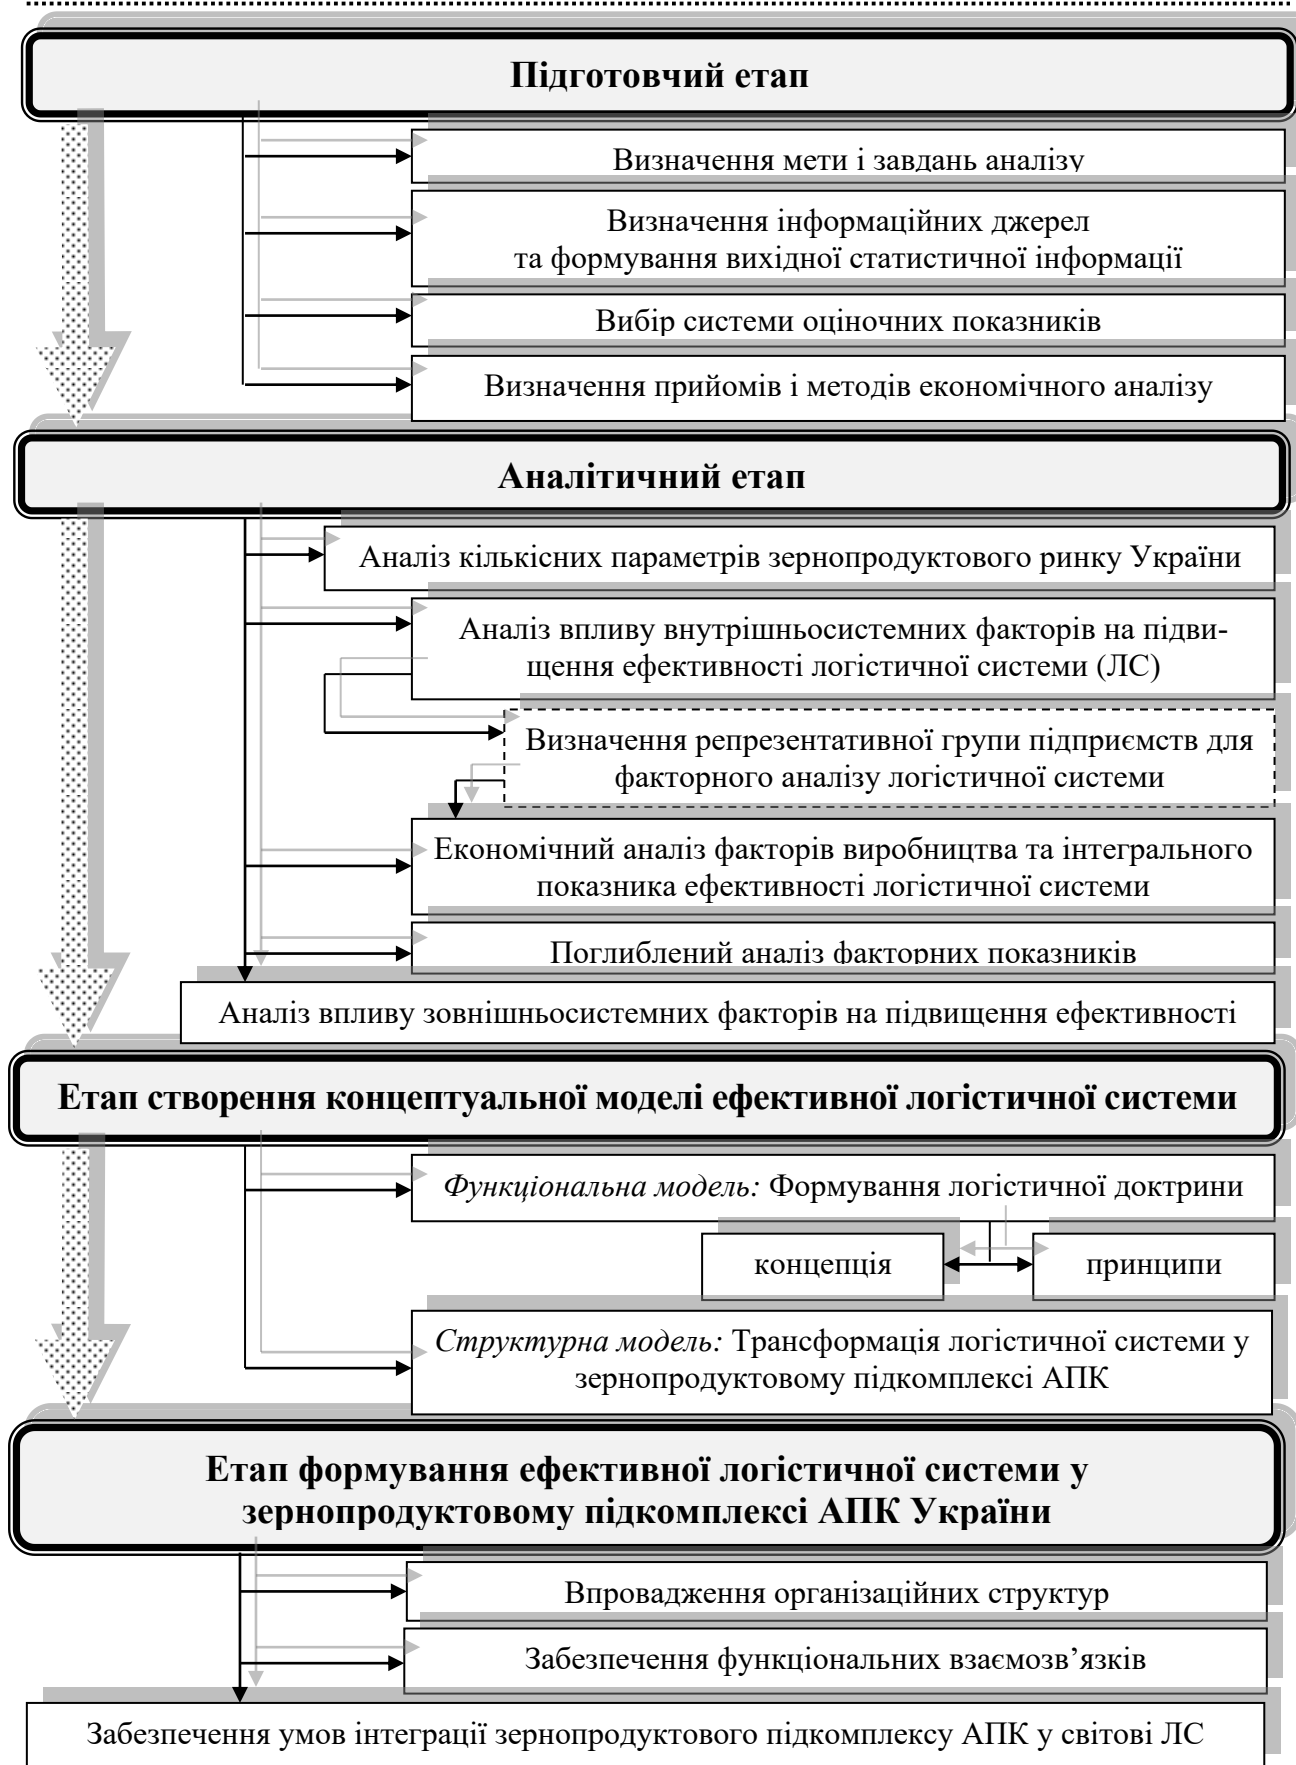 Підготовчий етап
Визначення мети і завдань аналізу
Визначення інформаційних джерел
та формування вихідної статистичної інформації
Вибір системи оціночних показників
Визначення прийомів і методів економічного аналізу
Аналітичний етап
Аналіз кількісних параметрів зернопродуктового ринку України
Аналіз впливу внутрішньосистемних факторів на підви-
щення ефективності логістичної системи (ЛС)
Визначення репрезентативної групи підприємств для
факторного аналізу логістичної системи
Економічний аналіз факторів виробництва та інтегрального
показника ефективності логістичної системи
Поглиблений аналіз факторних показників
Аналіз впливу зовнішньосистемних факторів на підвищення ефективності
Етап створення концептуальної моделі ефективної логістичної системи
Функціональна модель: Формування логістичної доктрини
концепція
принципи
Структурна модель: Трансформація логістичної системи у
зернопродуктовому підкомплексі АПК
Етап формування ефективної логістичної системи у
зернопродуктовому підкомплексі АПК України
Впровадження організаційних структур
Забезпечення функціональних взаємозв’язків
Забезпечення умов інтеграції зернопродуктового підкомплексу АПК у світові ЛС